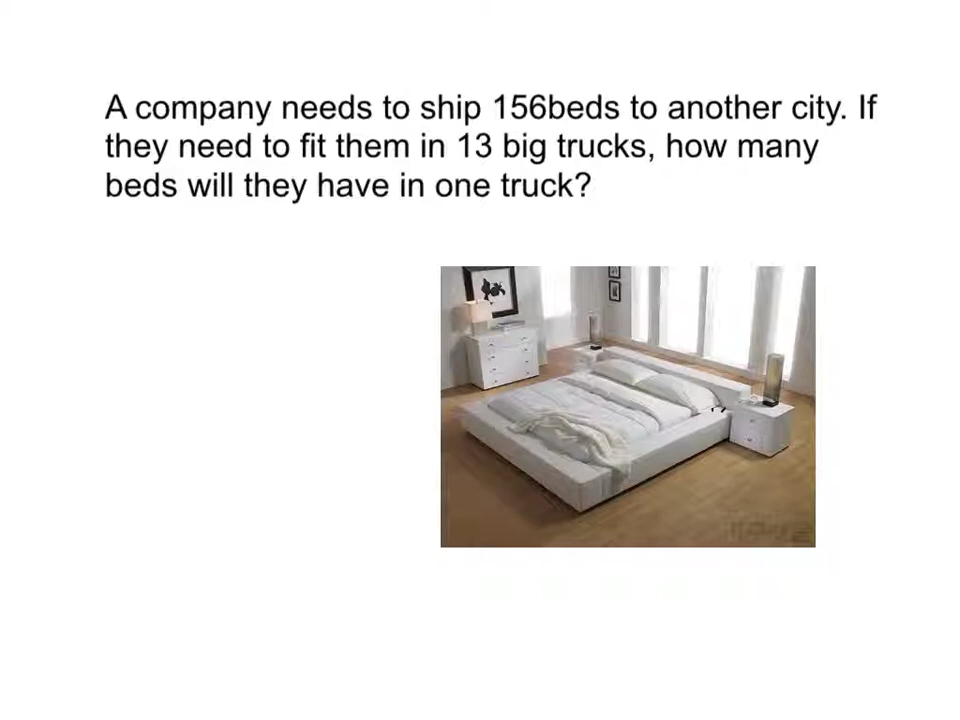 A company needs to ship 156beds to another city. If
they need to fit them in 13 big trucks, how many
beds will they have in one truck?